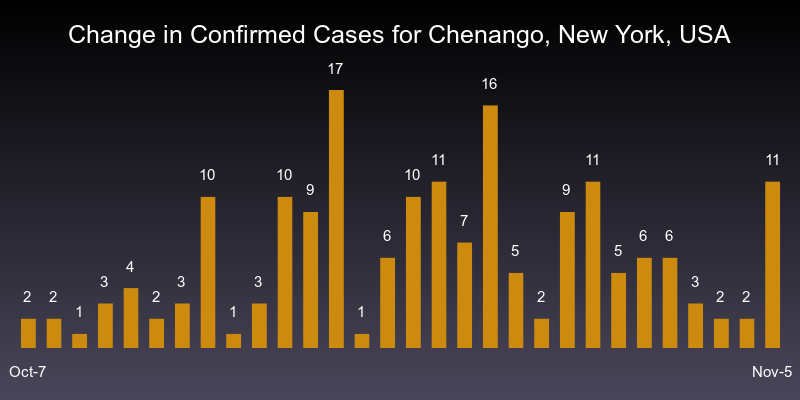 Change in Confirmed Cases for Chenango, New York, USA
2 2 1 3 4 2 3 10 1 3 10 9 17 1 6 10 11 7 16 5 2 9 11 5 6 6 3 2 2 11
Oct-7 Nov-5